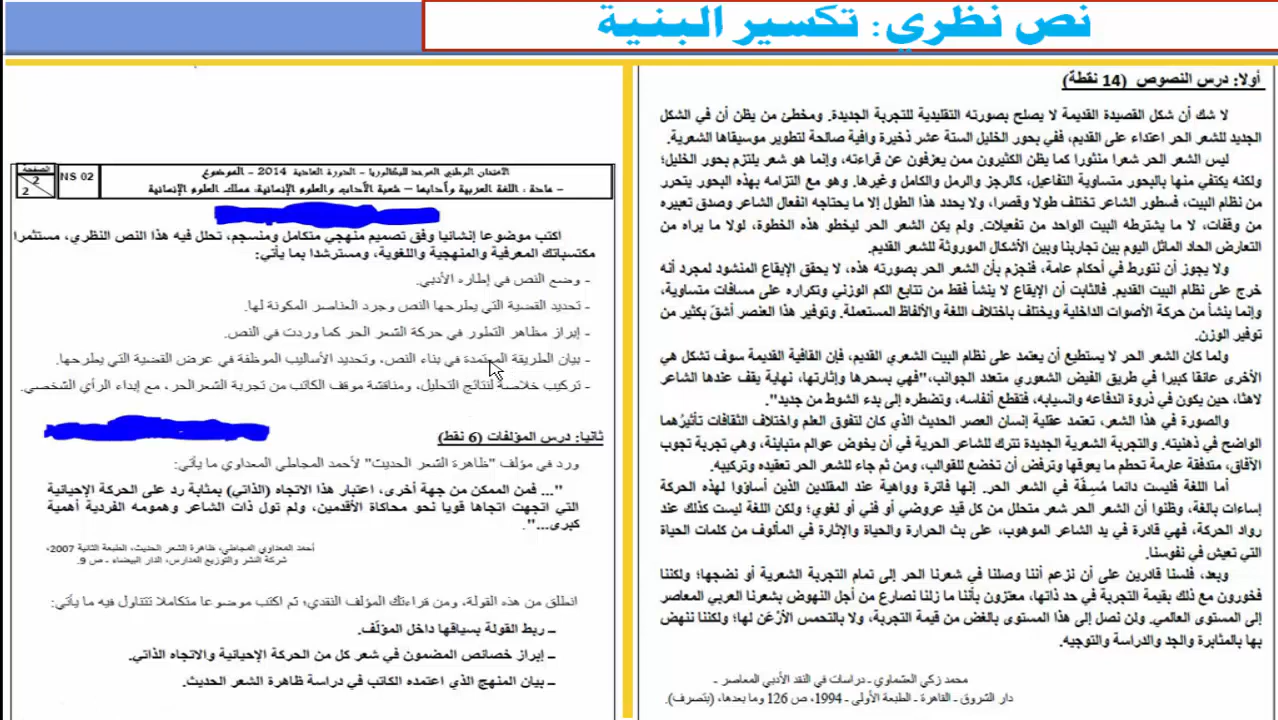 نص نظري: تكسير البنية
أولا: درس النصوص (14 نقطة)
لا شك أن شكل القصيدة القديمة لا يصلح بصورته التقليدية للتجربة الجديدة. ومخطئ من يظن أن في الشكل
الجديد للشعر الحر اعتداء على القديم، ففي بحور الخليل الستة عشر ذخيرة وافية صالحة لتطوير موسيقاها الشعرية.
ليس الشعر الحر شعرا منثورا كما يظن الكثيرون ممن يعزفون عن قراءته، وإنما هو شعر يلتزم بحور الخليل؛
ولكنه يكتفي منها بالبحور متساوية التفاعيل، كالرجز والرمل والكامل وغيرها. وهو مع التزامه بهذه البحور يتحرر
من نظام البيت، فسطور الشاعر تختلف طولا وقصرا، ولا يحدد هذا الطول إلا ما يحتاجه انفعال الشاعر وصدق تعبيره
من وقفات، لا ما يشترطه البيت الواحد من تفعيلات. ولم يكن الشعر الحر ليخطو هذه الخطوة، لولا ما يراه من
التعارض الحاد الماثل اليوم بين تجاربنا وبين الأشكال الموروثة للشعر القديم.
ولا يجوز أن نتورط في أحكام عامة، فنجزم بأن الشعر الحر بصورته هذه، لا يحقق الإيقاع المنشود لمجرد أنه
خرج على نظام البيت القديم. فالثابت أن الإيقاع لا ينشأ فقط من تتابع الكم الوزني وتكراره على مسافات متساوية،
وإنما ينشأ من حركة الأصوات الداخلية ويختلف باختلاف اللغة والألفاظ المستعملة. وتوفير هذا العنصر أشقّ بكثير من
توفير الوزن.
ولما كان الشعر الحر لا يستطيع أن يعتمد على نظام البيت الشعري القديم، فإن القافية القديمة سوف تشكل هي
الأخرى عائقا كبيرا في طريق الفيض الشعوري متعدد الجوانب،"فهي بسحرها وإثارتها، نهاية يقف عندها الشاعر
لاهثا، حين يكون في ذروة اندفاعه وانسيابه، فتقطع أنفاسه، وتضطره إلى بدء الشوط من جديد".
والصورة في هذا الشعر، تعتمد عقلية إنسان العصر الحديث الذي كان لتفوق العلم واختلاف الثقافات تأثيرُهما
الواضح في ذهنيته. والتجربة الشعرية الجديدة تترك للشاعر الحرية في أن يخوض عوالم متباينة، وهي تجربة تجوب
الآفاق، متدفقة عارمة تحطم ما يعوقها وترفض أن تخضع للقوالب، ومن ثم جاء للشعر الحر تعقيده وتركيبه.
أما اللغة فليست دائما مُسِفّة في الشعر الحر. إنها فاترة وواهية عند المقلدين الذين أساؤوا لهذه الحركة
إساءات بالغة، وظنوا أن الشعر الحر شعر متحلل من كل قيد عروضي أو فني أو لغوي؛ ولكن اللغة ليست كذلك عند
رواد الحركة، فهي قادرة في يد الشاعر الموهوب، على بث الحرارة والحياة والإثارة في المألوف من كلمات الحياة
التي تعيش في نفوسنا.
وبعد، فلسنا قادرين على أن نزعم أننا وصلنا في شعرنا الحر إلى تمام التجربة الشعرية أو نضجها؛ ولكننا
فخورون مع ذلك بقيمة التجربة في حد ذاتها، معتزون بأننا ما زلنا نصارع من أجل النهوض بشعرنا العربي المعاصر
إلى المستوى العالمي. ولن نصل إلى هذا المستوى بالغض من قيمة التجربة، ولا بالتحمس الأرْعَن لها؛ ولكننا ننهض
بها بالمثابرة والجد والدراسة والتوجيه.
محمد زكي العشماوي ـ دراسات في النقد الأدبي المعاصر ـ
دار الشروق ـ القاهرة ـ الطبعة الأولى ـ 1994، ص 126 وما بعدها، (بتصرف).
الصفحة
2
2
NS 02
الامتحان الوطني الموحد للبكالوريا – الدورة العادية 2014 – الموضوع
– مادة: اللغة العربية وآدابها – شعبة الآداب والعلوم الإنسانية: مسلك العلوم الإنسانية
اكتب موضوعا إنشائيا وفق تصميم منهجي متكامل ومنسجم، تحلل فيه هذا النص النظري، مستثمرا
مكتسباتك المعرفية والمنهجية واللغوية، ومسترشدا بما يأتي:
- وضع النص في إطاره الأدبي.
- تحديد القضية التي يطرحها النص وجرد العناصر المكونة لها.
- إبراز مظاهر التطور في حركة الشعر الحر كما وردت في النص.
- بيان الطريقة المعتمدة في بناء النص، وتحديد الأساليب الموظفة في عرض القضية التي يطرحها.
- تركيب خلاصة لنتائج التحليل، ومناقشة موقف الكاتب من تجربة الشعر الحر، مع إبداء الرأي الشخصي.
ثانيا: درس المؤلفات (6 نقط)
ورد في مؤلف "ظاهرة الشعر الحديث" لأحمد المجاطي المعداوي ما يأتي:
"... فمن الممكن من جهة أخرى، اعتبار هذا الاتجاه (الذاتي) بمثابة رد على الحركة الإحيائية
التي اتجهت اتجاها قويا نحو محاكاة الأقدمين، ولم تول ذات الشاعر وهمومه الفردية أهمية
كبرى...".
أحمد المعداوي المجاطي، ظاهرة الشعر الحديث، الطبعة الثانية 2007،
شركة النشر والتوزيع المدارس، الدار البيضاء ـ ص 9.
انطلق من هذه القولة، ومن قراءتك المؤلف النقدي؛ ثم اكتب موضوعا متكاملا تتناول فيه ما يأتي:
ـ ربط القولة بسياقها داخل المؤلّف.
ـ إبراز خصائص المضمون في شعر كل من الحركة الإحيائية والاتجاه الذاتي.
ـ بيان المنهج الذي اعتمده الكاتب في دراسة ظاهرة الشعر الحديث.